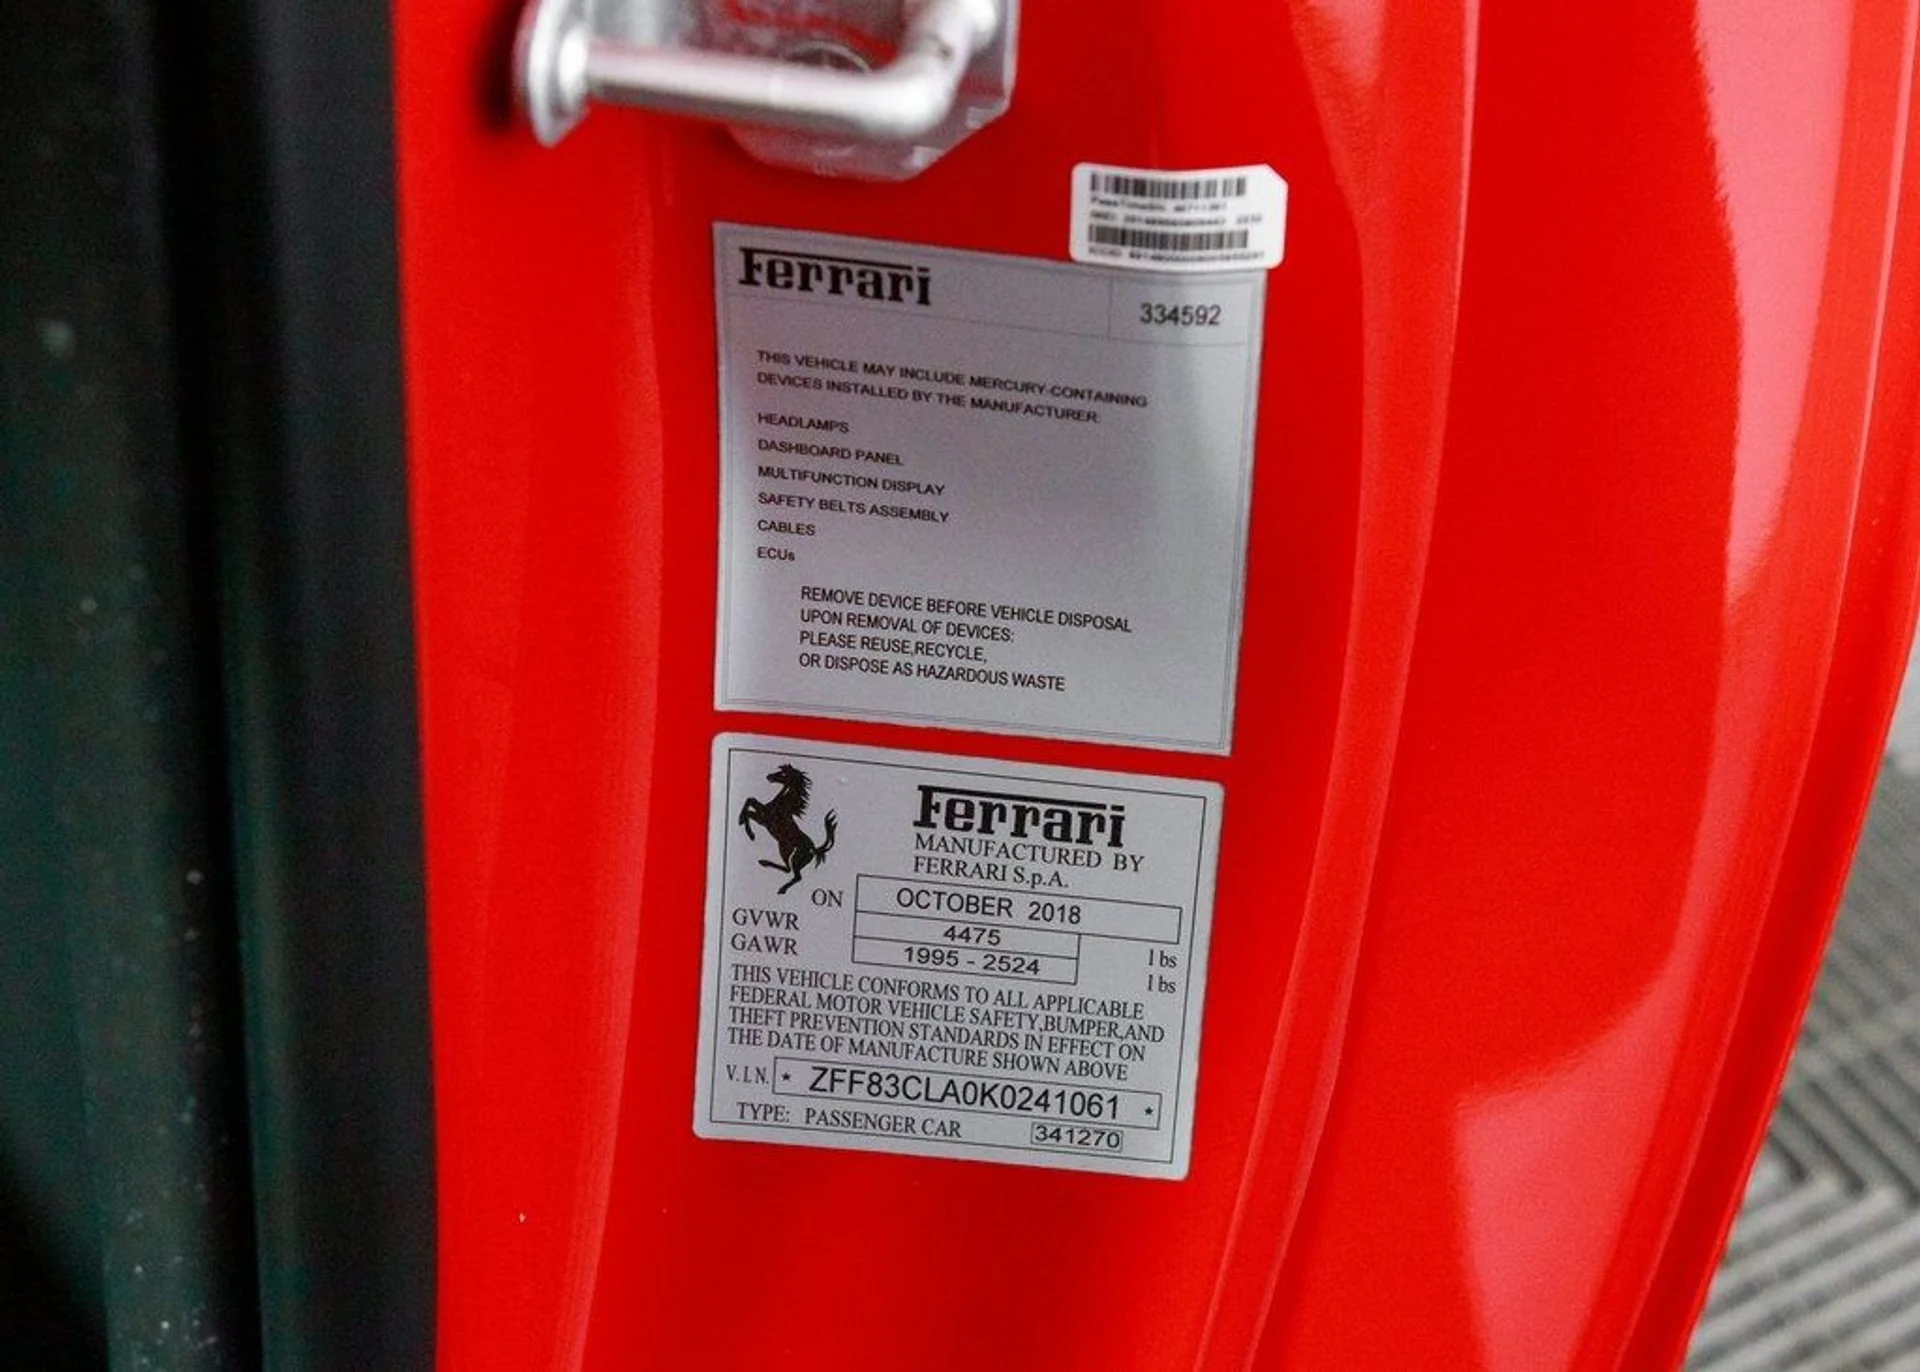 Ferrari
334592
THIS VEHICLE MAY INCLUDE MERCURY-CONTAINING
DEVICES INSTALLED BY THE MANUFACTURER:
HEADLAMPS
DASHBOARD PANEL
MULTIFUNCTION DISPLAY
SAFETY BELTS ASSEMBLY
CABLES
ECUs
REMOVE DEVICE BEFORE VEHICLE DISPOSAL
UPON REMOVAL OF DEVICES:
PLEASE REUSE,RECYCLE,
OR DISPOSE AS HAZARDOUS WASTE
Ferrari
MANUFACTURED BY
FERRARI S.p.A.
ON OCTOBER 2018
GVWR 4475 lbs
GAWR 1995 - 2524 lbs
THIS VEHICLE CONFORMS TO ALL APPLICABLE
FEDERAL MOTOR VEHICLE SAFETY,BUMPER,AND
THEFT PREVENTION STANDARDS IN EFFECT ON
THE DATE OF MANUFACTURE SHOWN ABOVE
V.I.N. * ZFF83CLA0K0241061 *
TYPE: PASSENGER CAR 341270